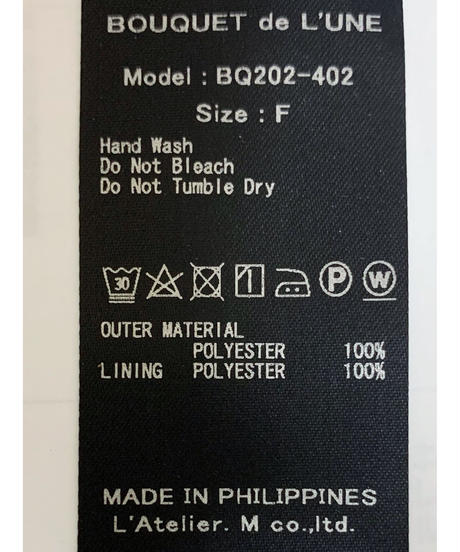 BOUQUET de L'UNE
Model : BQ202-402
Size : F
Hand Wash
Do Not Bleach
Do Not Tumble Dry
30 P W
OUTER MATERIAL
POLYESTER 100%
LINING POLYESTER 100%
MADE IN PHILIPPINES
L'Atelier. M co.,ltd.